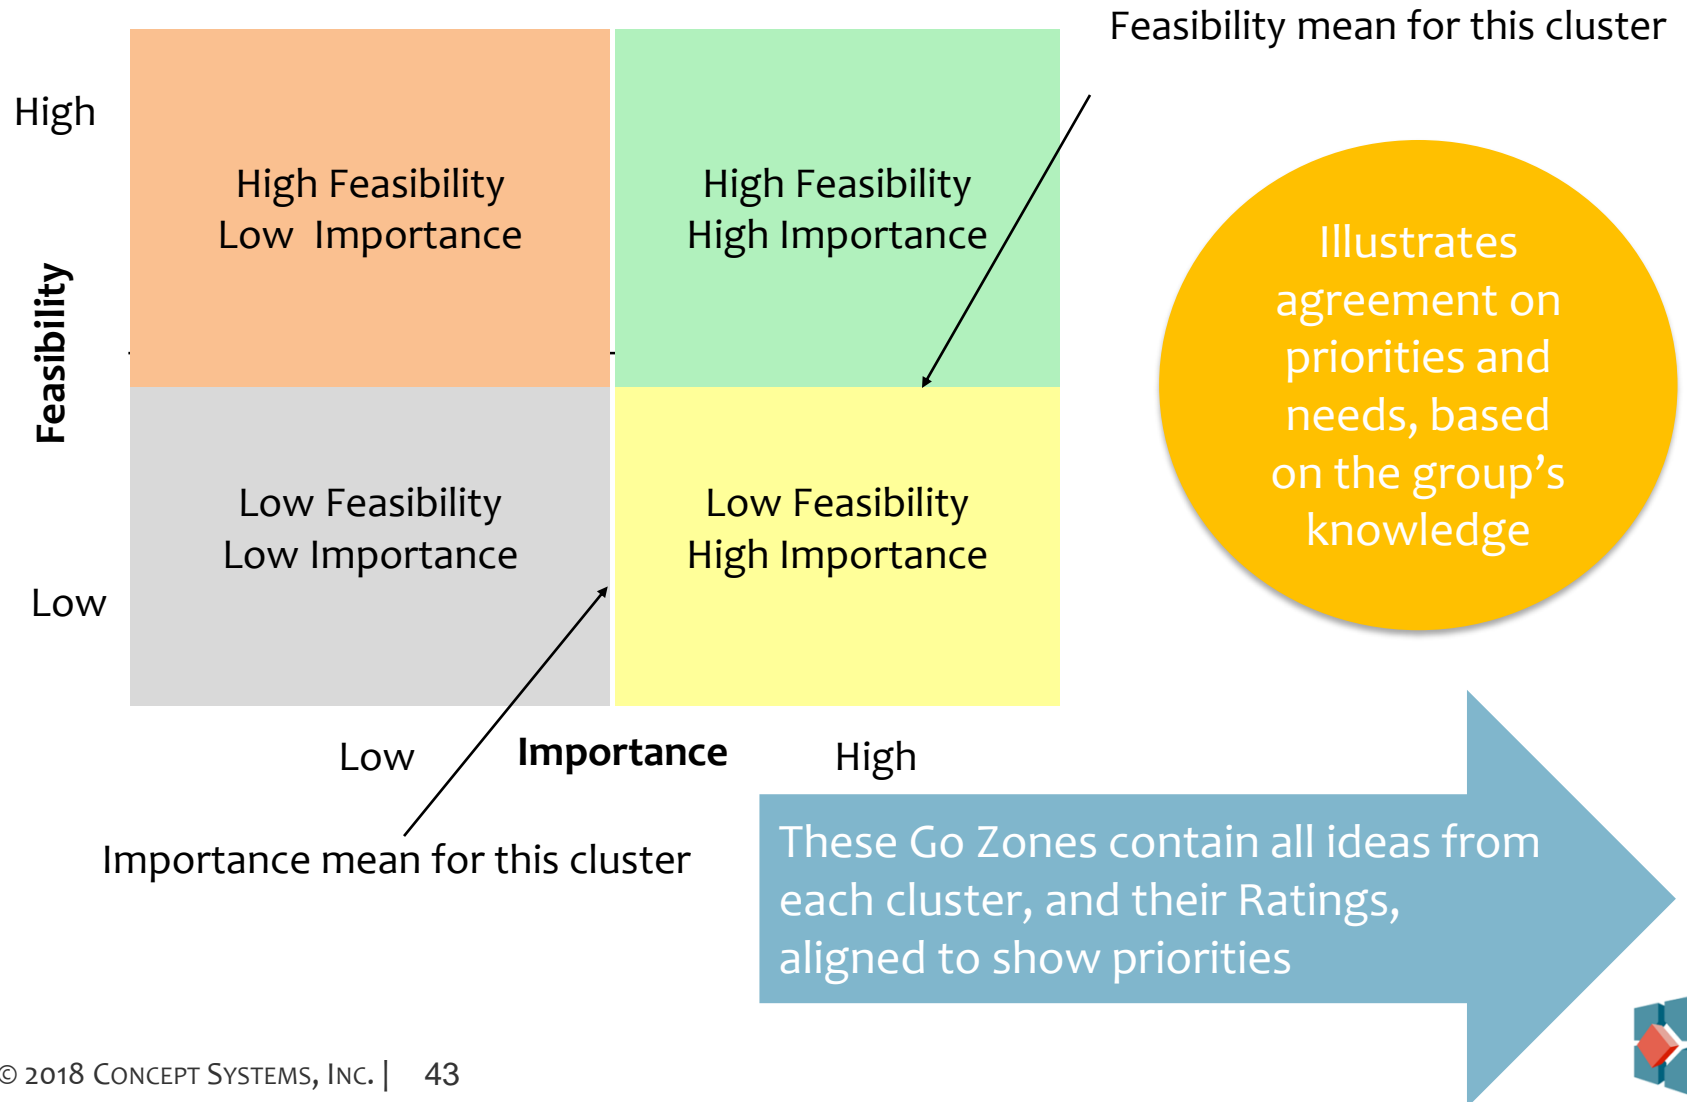 Feasibility mean for this cluster
High
High Feasibility
Low Importance
High Feasibility
High Importance
Feasibility
Low Feasibility
Low Importance
Low Feasibility
High Importance
Low
Low
Importance
High
Importance mean for this cluster
Illustrates
agreement on
priorities and
needs, based
on the group’s
knowledge
These Go Zones contain all ideas from
each cluster, and their Ratings,
aligned to show priorities
© 2018 CONCEPT SYSTEMS, INC. | 43